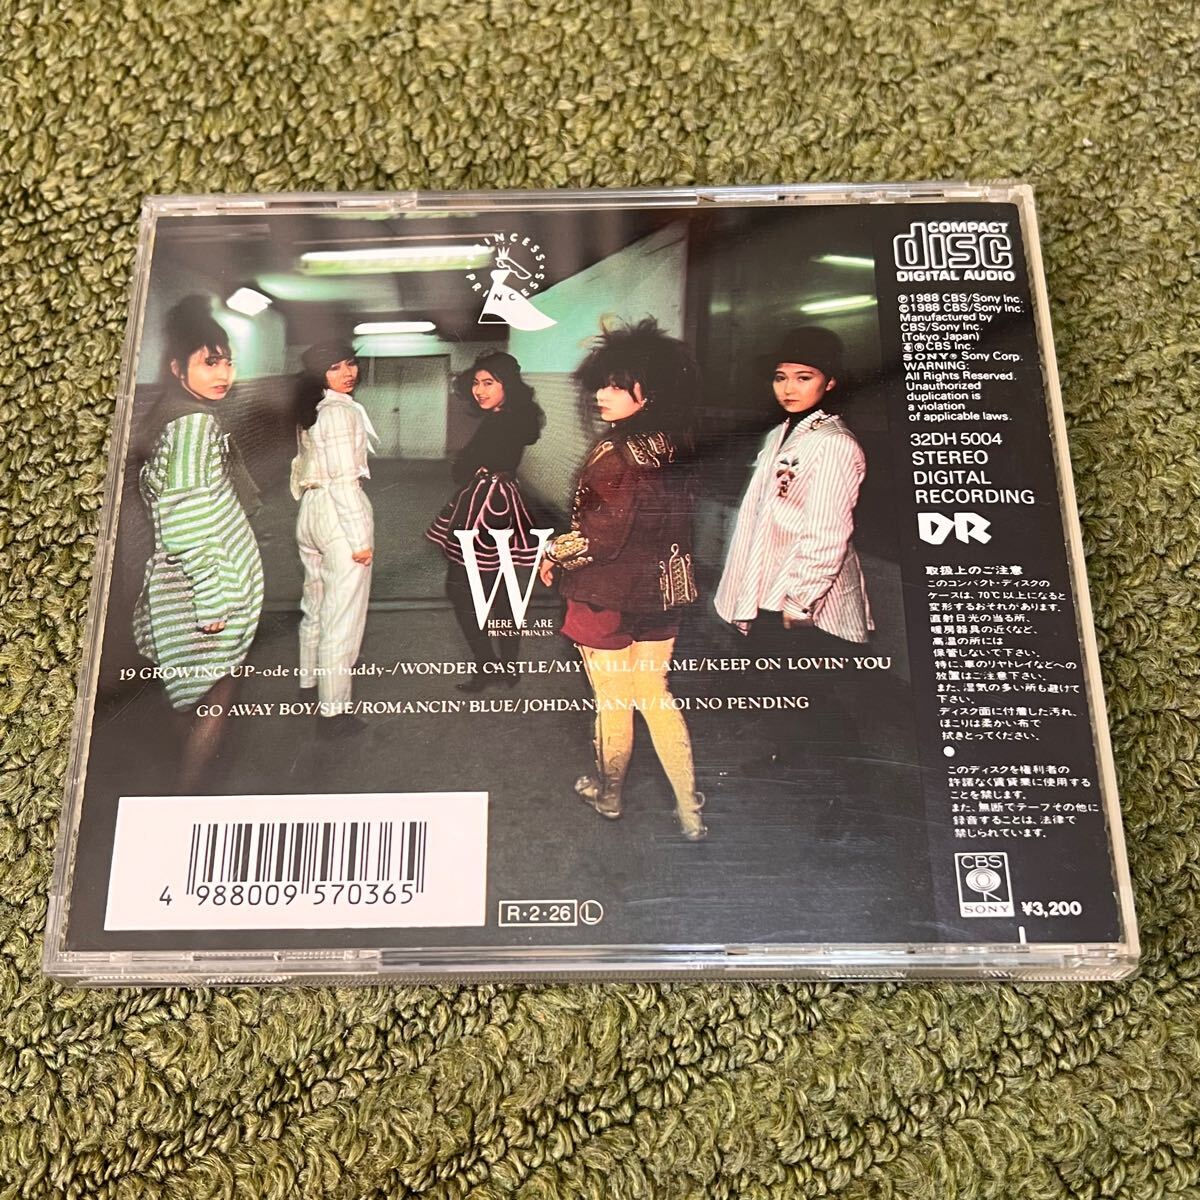 PRINCESS PRINCESS
WHERE WE ARE
PRINCESS PRINCESS
19 GROWING UP-ode to my buddy-/WONDER CASTLE/MY WILL/FLAME/KEEP ON LOVIN' YOU
GO AWAY BOY/SHE/ROMANCIN' BLUE/JOHDANJANAI/KOI NO PENDING
4 988009 570365
R・2・26 L
COMPACT
disc
DIGITAL AUDIO
℗1988 CBS/Sony Inc.
©1988 CBS/Sony Inc.
Manufactured by
CBS/Sony Inc.
(Tokyo Japan)
®CBS Inc.
SONY® Sony Corp.
WARNING:
All Rights Reserved.
Unauthorized
duplication is
a violation
of applicable laws.
32DH 5004
STEREO
DIGITAL
RECORDING
DR
取扱上のご注意
このコンパクト・ディスクの
ケースは、70℃以上になると
変形するおそれがあります。
直射日光の当る所、
暖房器具の近くなど、
高温の所には
保管しないで下さい。
特に、車のリヤトレイなどへの
放置はご注意下さい。
また、湿気の多い所も避けて
下さい。
ディスク面に付着した汚れ、
ほこりは柔かい布で
拭きとってください。
●
このディスクを権利者の
許諾なく賃貸業に使用する
ことを禁じます。
また、無断でテープその他に
録音することは、法律で
禁じられています。
CBS
SONY
¥3,200